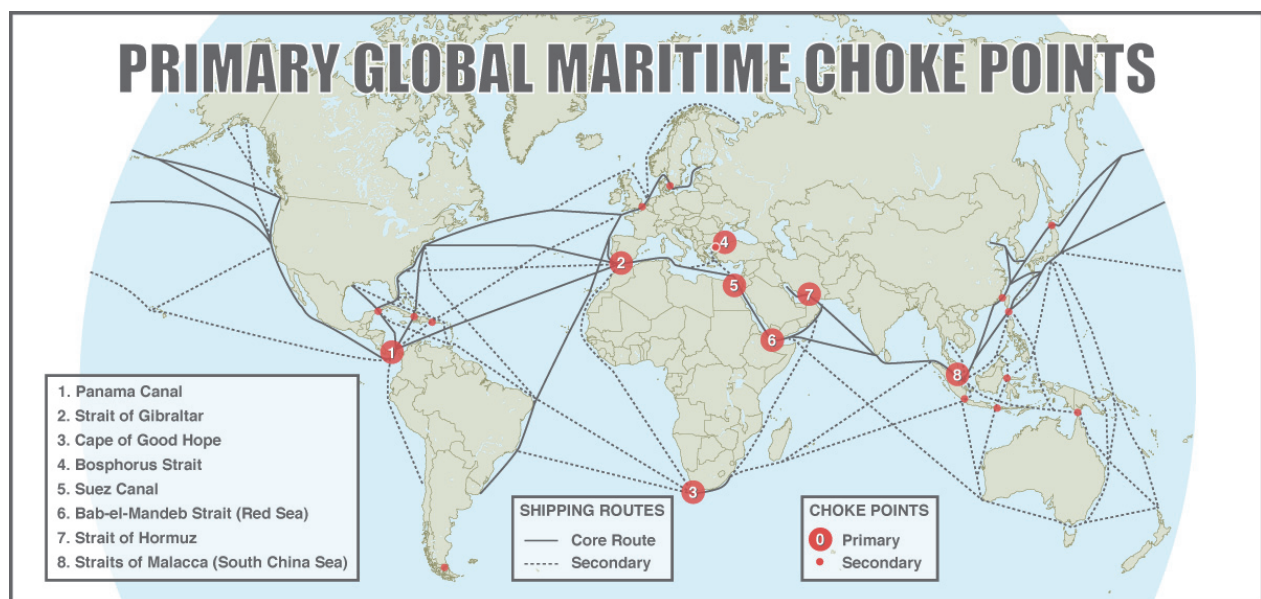 PRIMARY GLOBAL MARITIME CHOKE POINTS
4
2
5
7
6
1
8
3
1. Panama Canal
2. Strait of Gibraltar
3. Cape of Good Hope
4. Bosphorus Strait
5. Suez Canal
6. Bab-el-Mandeb Strait (Red Sea)
7. Strait of Hormuz
8. Straits of Malacca (South China Sea)
SHIPPING ROUTES
Core Route
Secondary
CHOKE POINTS
0 Primary
Secondary